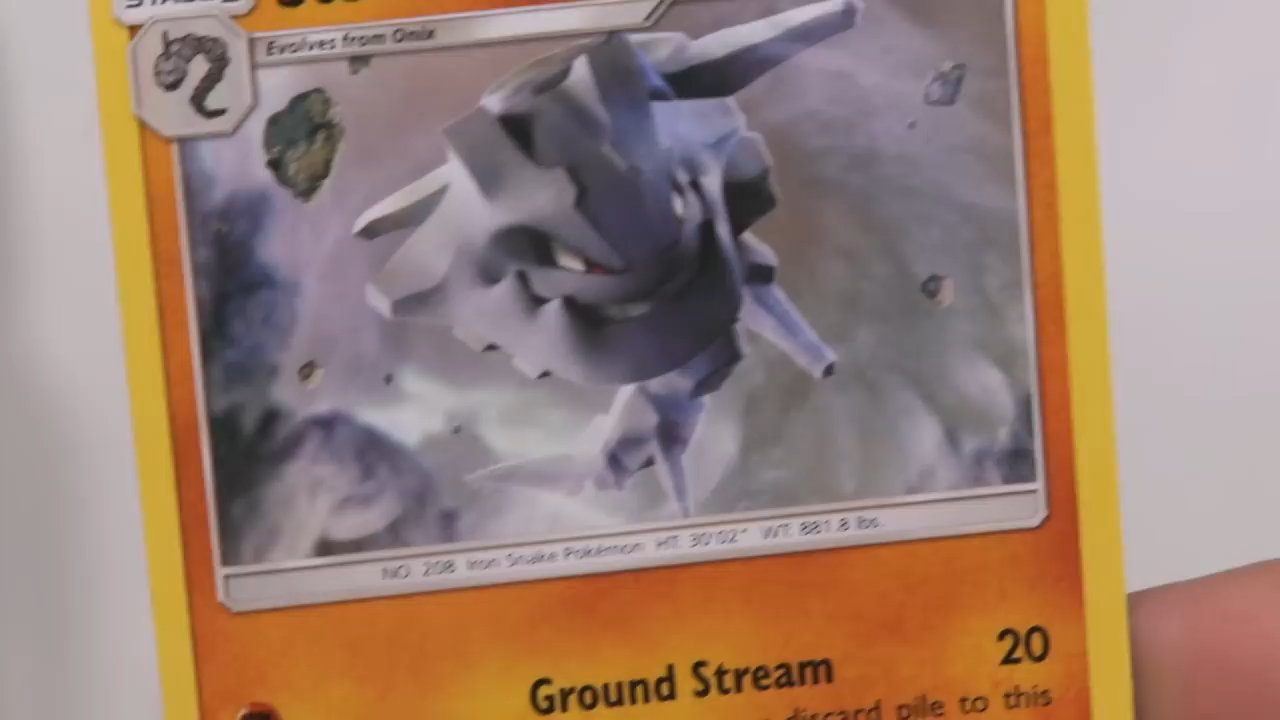 Evolves from Onix
NO. 208 Iron Snake Pokémon HT: 30'02" WT: 881.8 lbs.
Ground Stream 20
discard pile to this